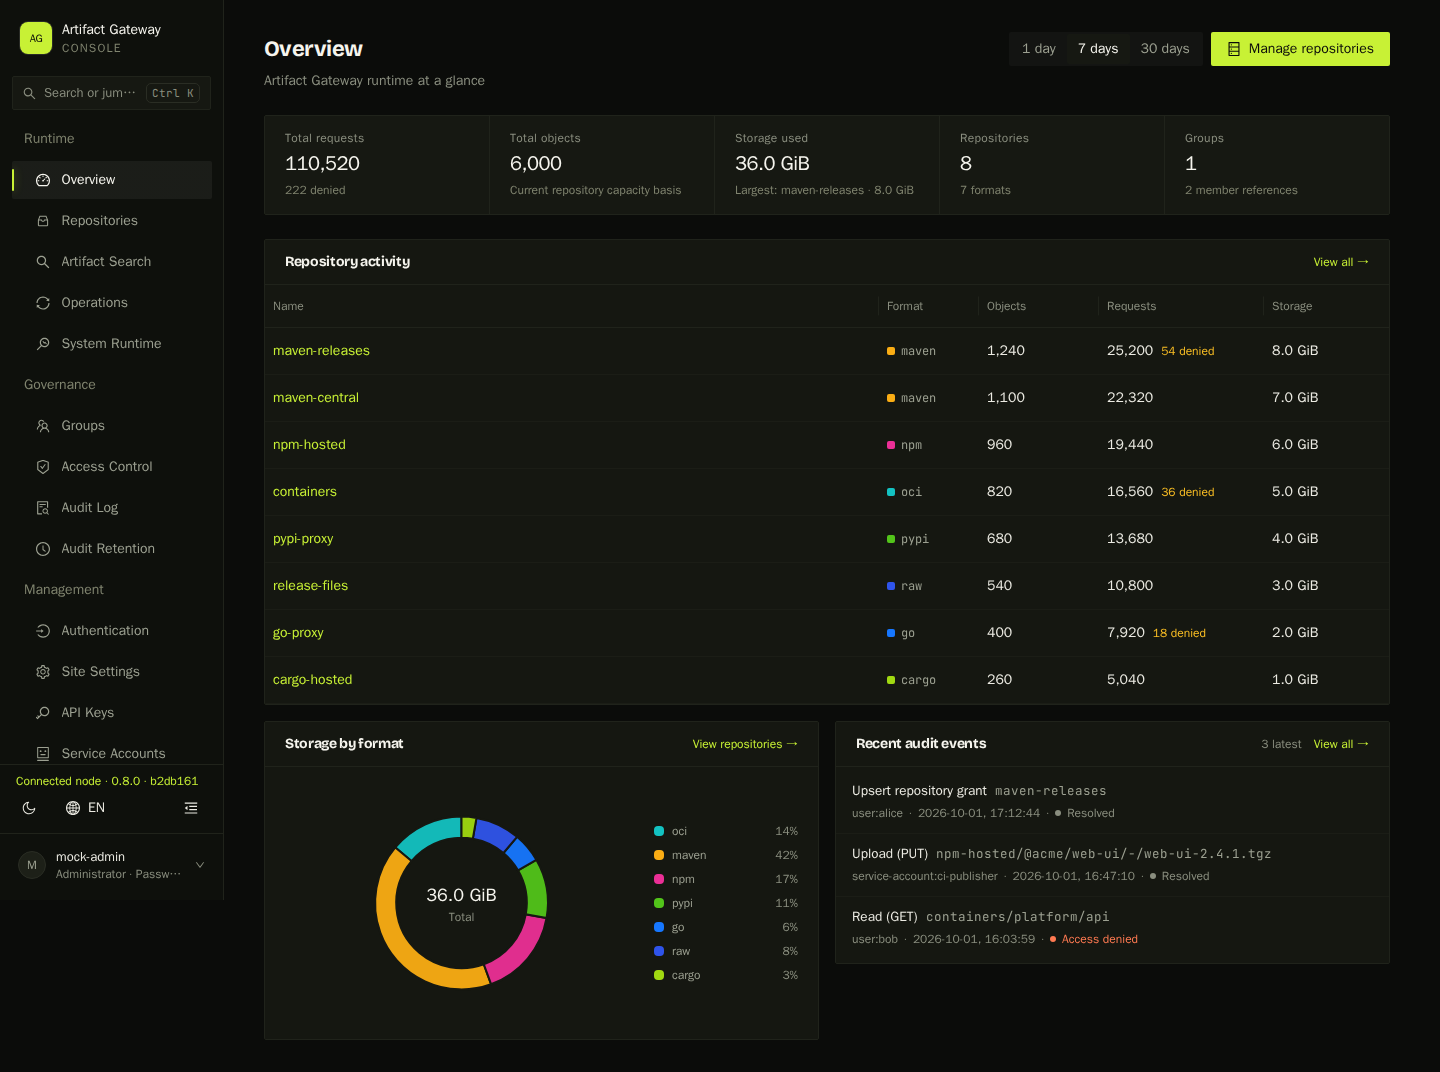 AG
Artifact Gateway
CONSOLE
Search or jum··· Ctrl K
Runtime
Overview
Repositories
Artifact Search
Operations
System Runtime
Governance
Groups
Access Control
Audit Log
Audit Retention
Management
Authentication
Site Settings
API Keys
Service Accounts
Connected node · 0.8.0 · b2db161
EN
M
mock-admin
Administrator · Passw···
Overview
Artifact Gateway runtime at a glance
1 day 7 days 30 days Manage repositories
Total requests
110,520
222 denied
Total objects
6,000
Current repository capacity basis
Storage used
36.0 GiB
Largest: maven-releases · 8.0 GiB
Repositories
8
7 formats
Groups
1
2 member references
Repository activity View all →
Name Format Objects Requests Storage
maven-releases maven 1,240 25,200 54 denied 8.0 GiB
maven-central maven 1,100 22,320 7.0 GiB
npm-hosted npm 960 19,440 6.0 GiB
containers oci 820 16,560 36 denied 5.0 GiB
pypi-proxy pypi 680 13,680 4.0 GiB
release-files raw 540 10,800 3.0 GiB
go-proxy go 400 7,920 18 denied 2.0 GiB
cargo-hosted cargo 260 5,040 1.0 GiB
Storage by format View repositories →
36.0 GiB
Total
oci 14%
maven 42%
npm 17%
pypi 11%
go 6%
raw 8%
cargo 3%
Recent audit events 3 latest View all →
Upsert repository grant maven-releases
user:alice · 2026-10-01, 17:12:44 · Resolved
Upload (PUT) npm-hosted/@acme/web-ui/-/web-ui-2.4.1.tgz
service-account:ci-publisher · 2026-10-01, 16:47:10 · Resolved
Read (GET) containers/platform/api
user:bob · 2026-10-01, 16:03:59 · Access denied